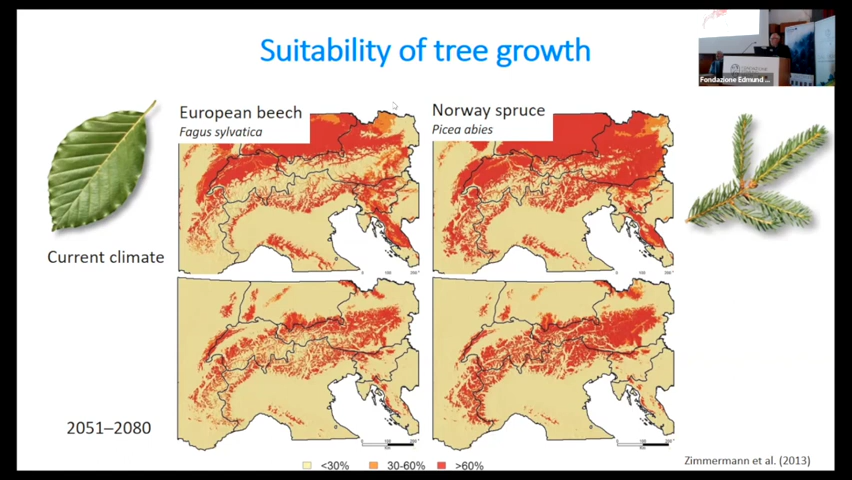 Suitability of tree growth
Fondazione Edmund
European beech
Fagus sylvatica
Norway spruce
Picea abies
Current climate
2051–2080
<30%
30-60%
>60%
Zimmermann et al. (2013)